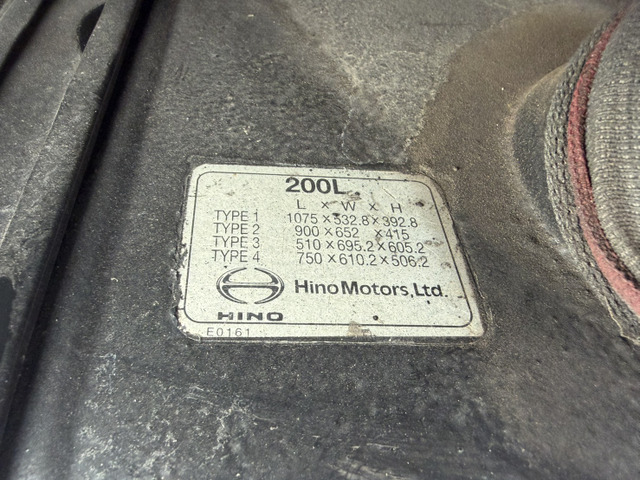 200L
L × W × H
TYPE 1 1075 × 532.8 × 392.8
TYPE 2 900 × 652 × 415
TYPE 3 510 × 695.2 × 605.2
TYPE 4 750 × 610.2 × 506.2
Hino Motors, Ltd.
HINO
E0161